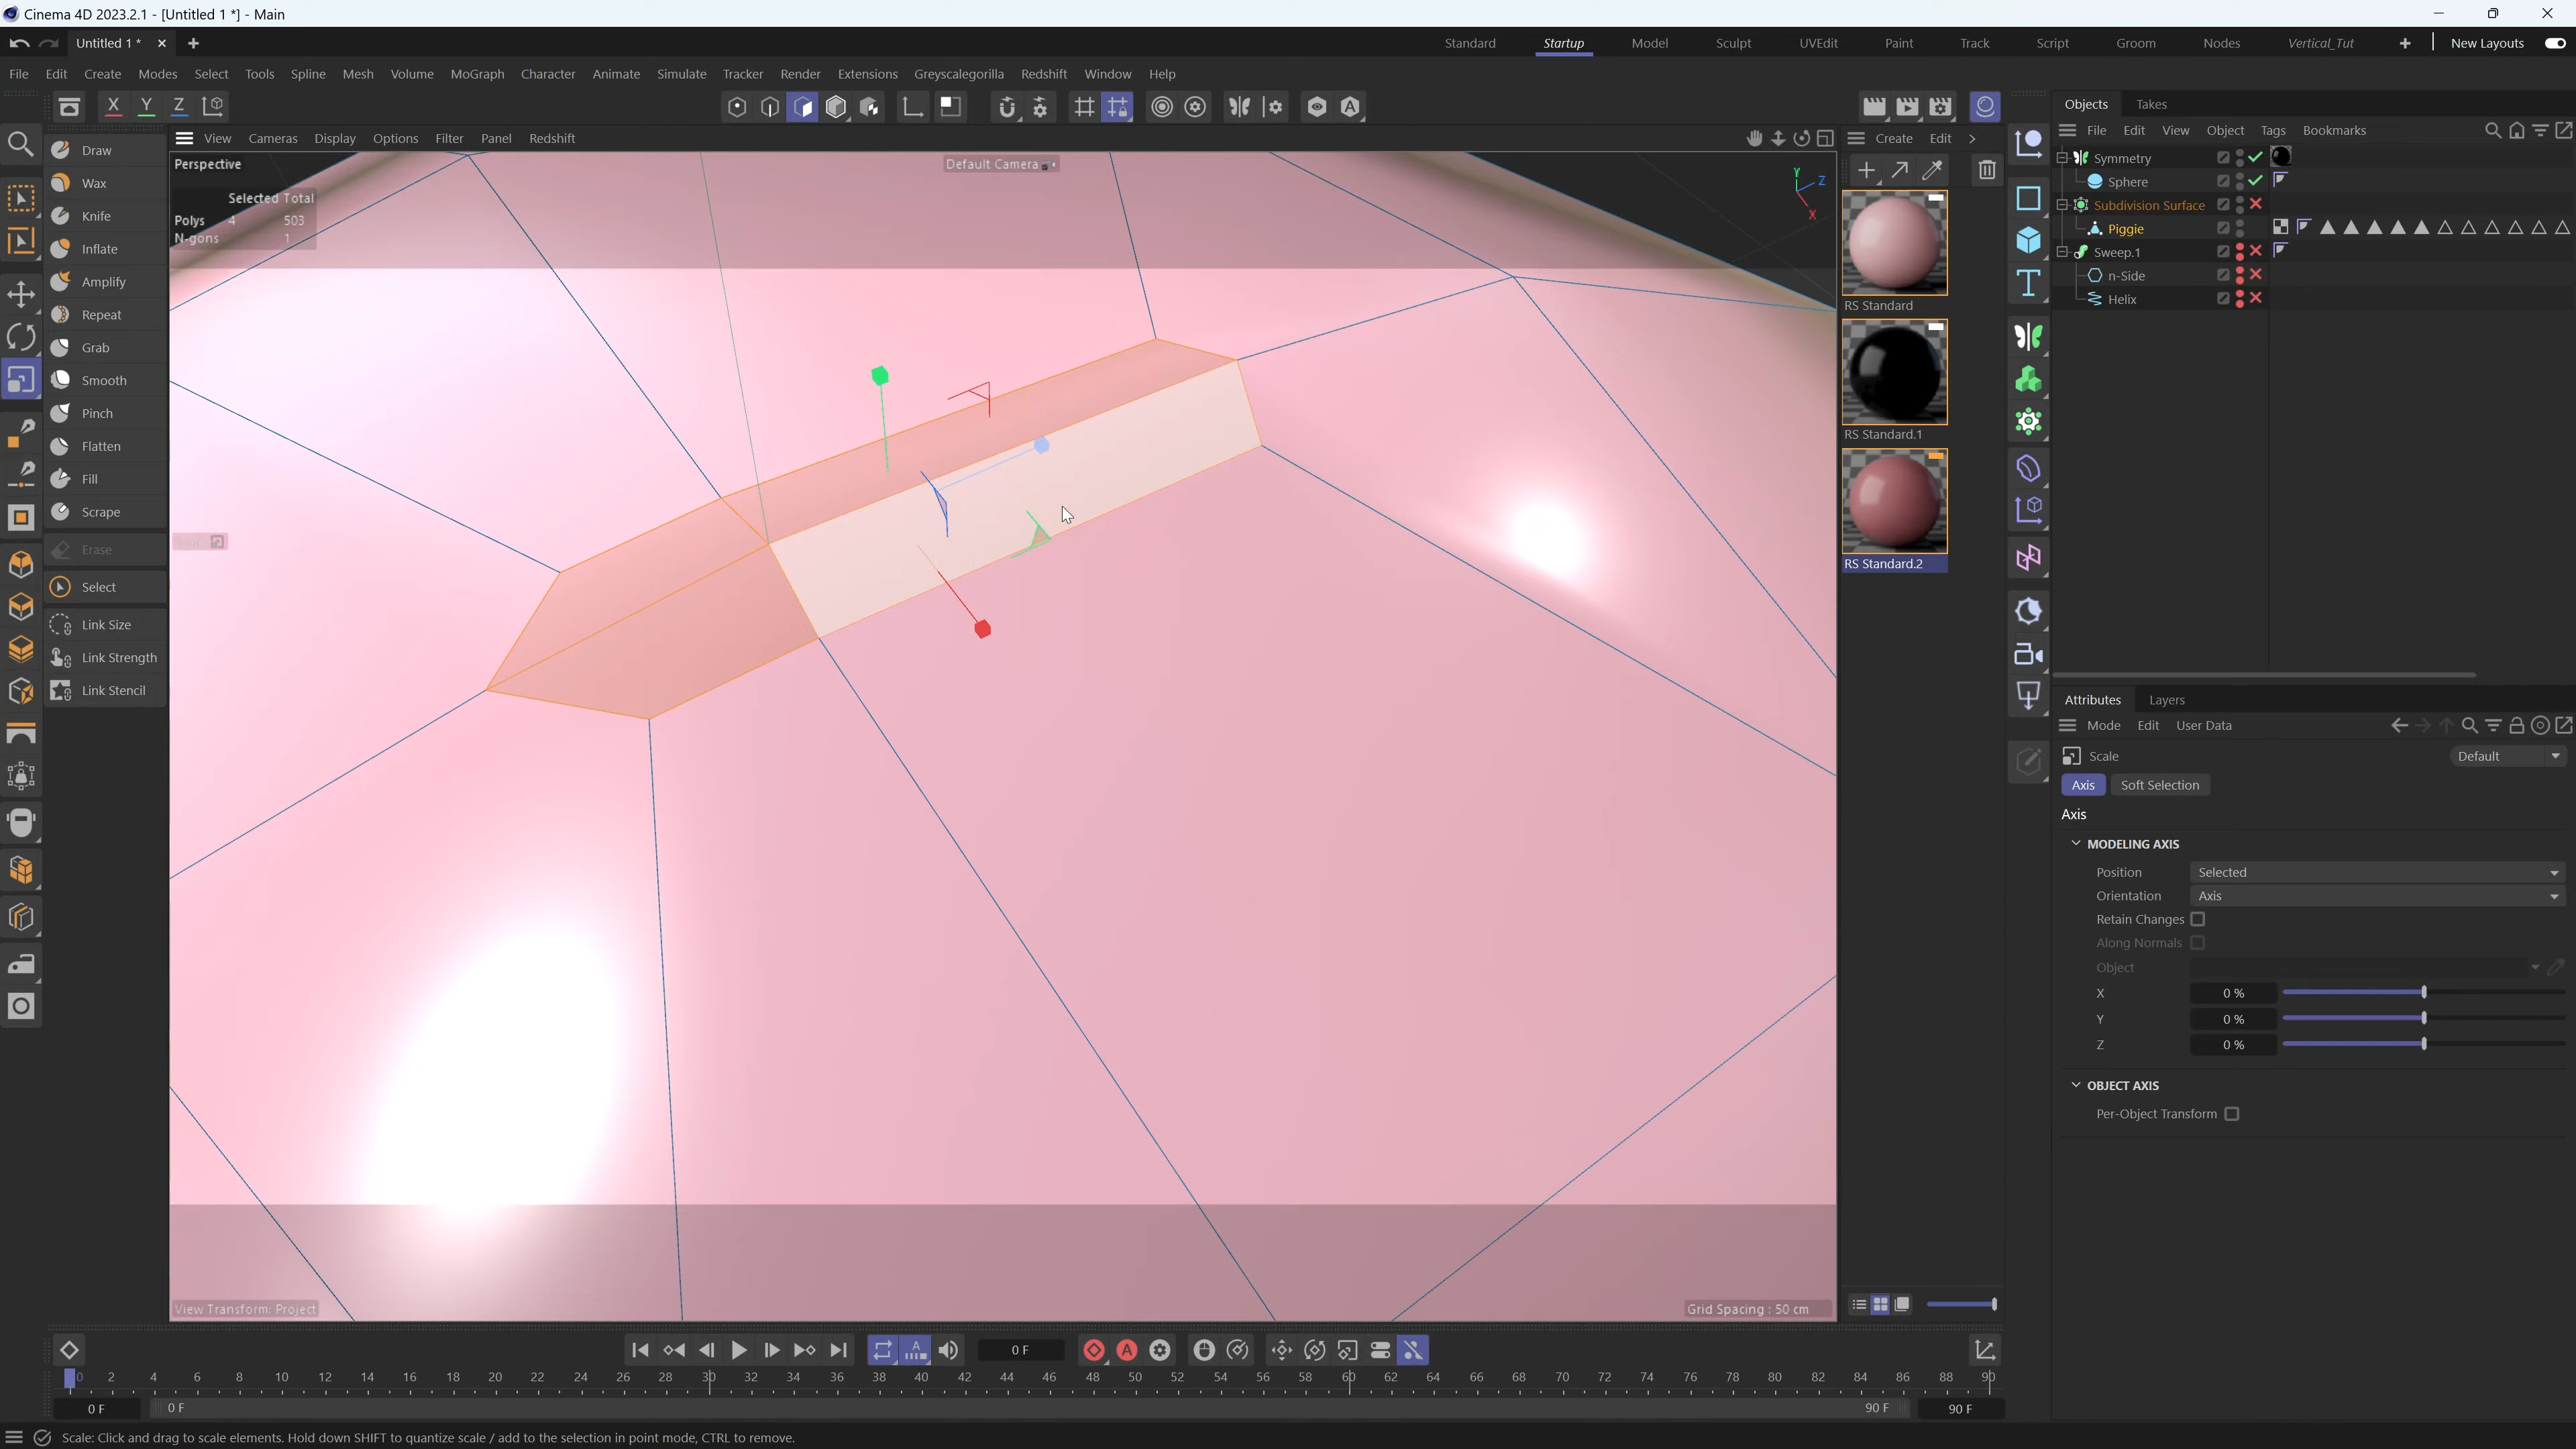 Cinema 4D 2023.2.1 - [Untitled 1 *] - Main
Untitled 1 *
Standard Startup Model Sculpt UVEdit Paint Track Script Groom Nodes Vertical_Tut New Layouts
File Edit Create Modes Select Tools Spline Mesh Volume MoGraph Character Animate Simulate Tracker Render Extensions Greyscalegorilla Redshift Window Help
X Y Z
View Cameras Display Options Filter Panel Redshift
Perspective
Default Camera
Selected Total
Polys 4 503
N-gons 1
Y Z X
Draw
Wax
Knife
Inflate
Amplify
Repeat
Grab
Smooth
Pinch
Flatten
Fill
Scrape
Erase
Select
Link Size
Link Strength
Link Stencil
View Transform: Project
Grid Spacing : 50 cm
Create Edit
RS Standard
RS Standard.1
RS Standard.2
Objects Takes
File Edit View Object Tags Bookmarks
Symmetry
Sphere
Subdivision Surface
Piggie
Sweep.1
n-Side
Helix
Attributes Layers
Mode Edit User Data
Scale Default
Axis Soft Selection
Axis
MODELING AXIS
Position Selected
Orientation Axis
Retain Changes
Along Normals
Object
X 0 %
Y 0 %
Z 0 %
OBJECT AXIS
Per-Object Transform
0 F
0 2 4 6 8 10 12 14 16 18 20 22 24 26 28 30 32 34 36 38 40 42 44 46 48 50 52 54 56 58 60 62 64 66 68 70 72 74 76 78 80 82 84 86 88 90
0 F 0 F 90 F 90 F
Scale: Click and drag to scale elements. Hold down SHIFT to quantize scale / add to the selection in point mode, CTRL to remove.